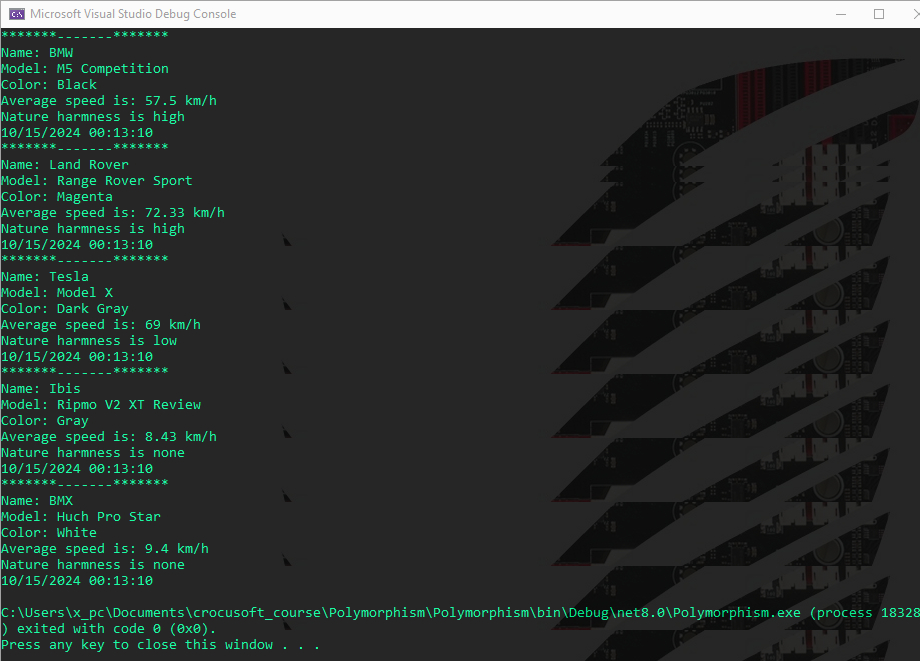 Microsoft Visual Studio Debug Console
*******-------*******
Name: BMW
Model: M5 Competition
Color: Black
Average speed is: 57.5 km/h
Nature harmness is high
10/15/2024 00:13:10
*******-------*******
Name: Land Rover
Model: Range Rover Sport
Color: Magenta
Average speed is: 72.33 km/h
Nature harmness is high
10/15/2024 00:13:10
*******-------*******
Name: Tesla
Model: Model X
Color: Dark Gray
Average speed is: 69 km/h
Nature harmness is low
10/15/2024 00:13:10
*******-------*******
Name: Ibis
Model: Ripmo V2 XT Review
Color: Gray
Average speed is: 8.43 km/h
Nature harmness is none
10/15/2024 00:13:10
*******-------*******
Name: BMX
Model: Huch Pro Star
Color: White
Average speed is: 9.4 km/h
Nature harmness is none
10/15/2024 00:13:10
C:\Users\x_pc\Documents\crocusoft_course\Polymorphism\Polymorphism\bin\Debug\net8.0\Polymorphism.exe (process 18328
) exited with code 0 (0x0).
Press any key to close this window . . .